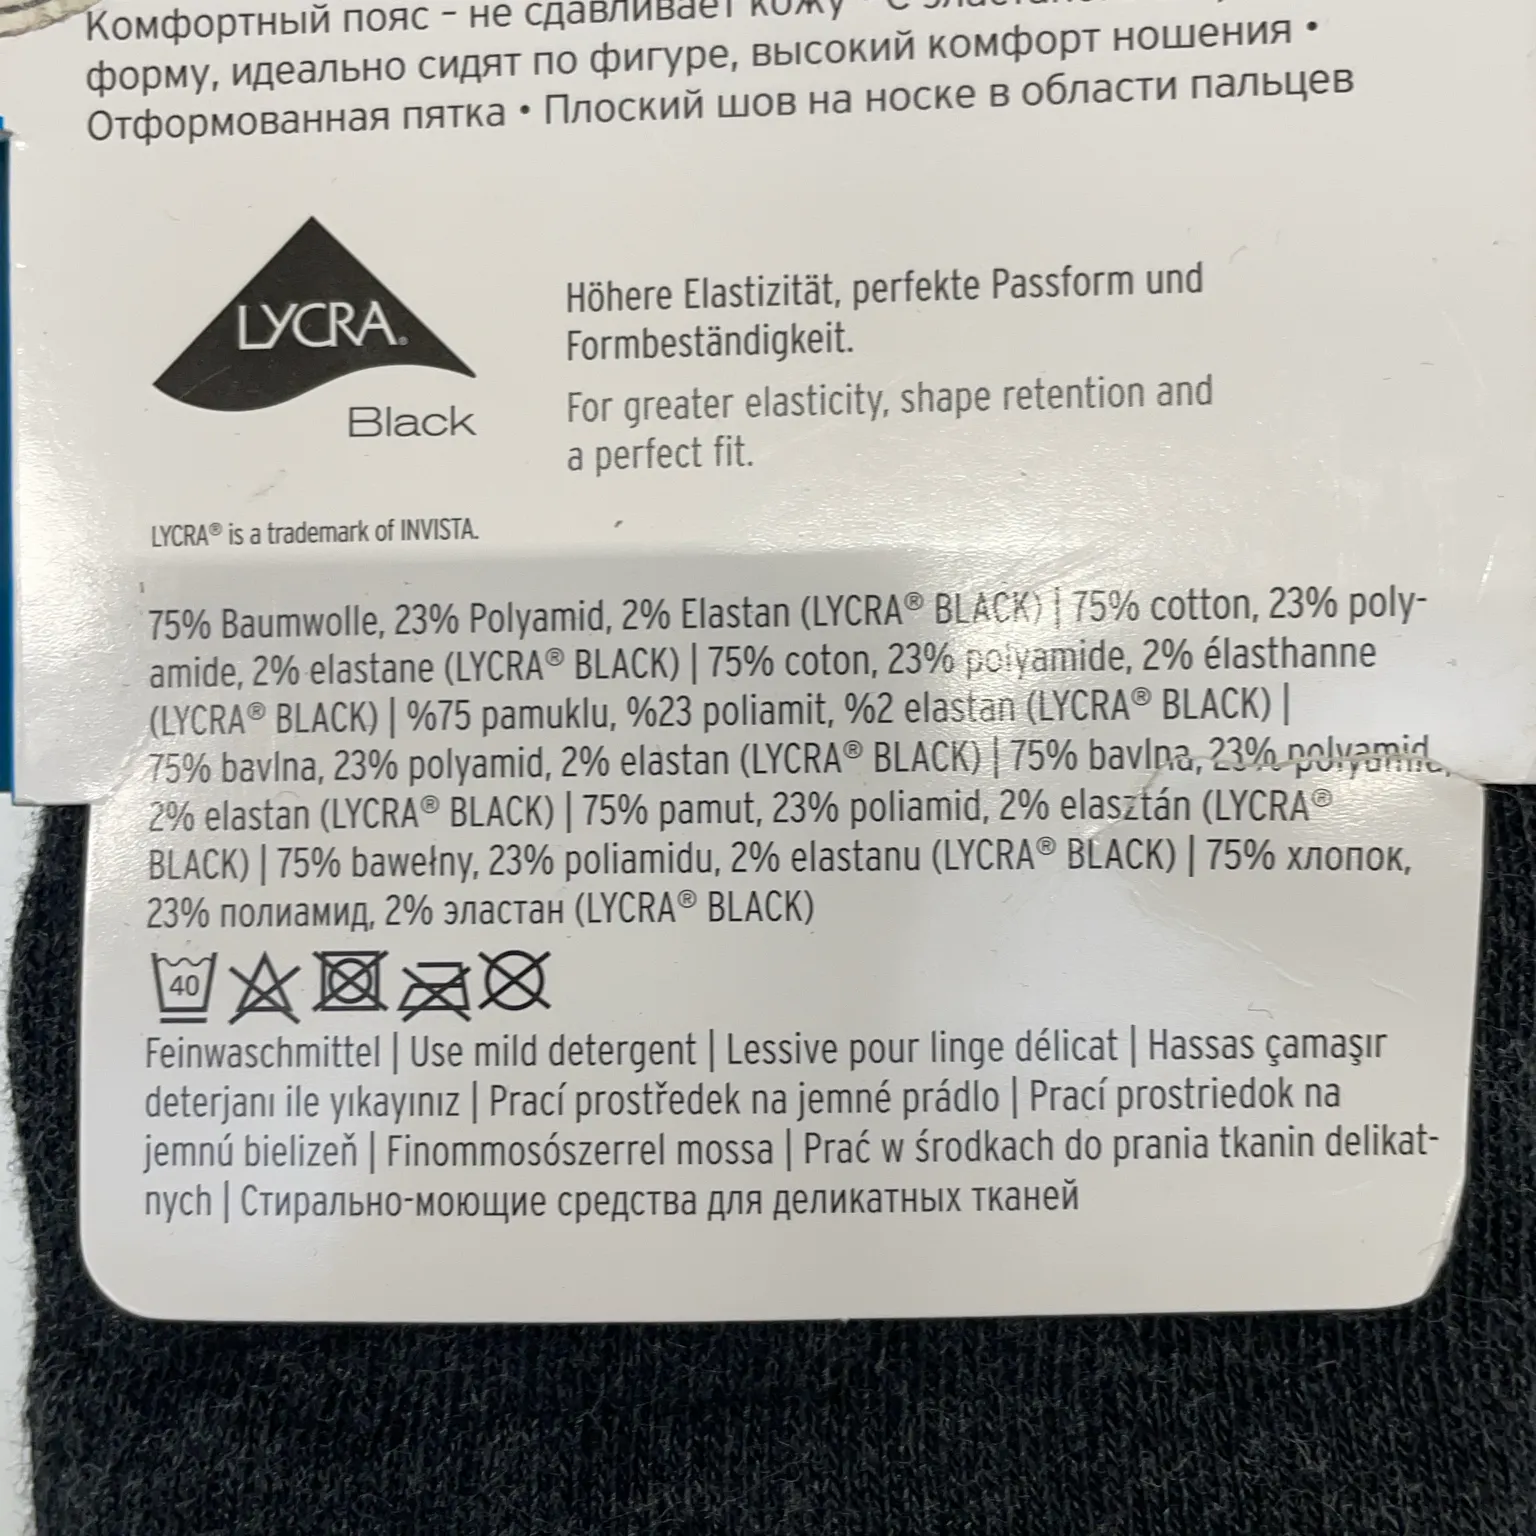 Комфортный пояс – не сдавливает кожу
форму, идеально сидят по фигуре, высокий комфорт ношения •
Отформованная пятка • Плоский шов на носке в области пальцев
LYCRA®
Black
Höhere Elastizität, perfekte Passform und
Formbeständigkeit.
For greater elasticity, shape retention and
a perfect fit.
LYCRA® is a trademark of INVISTA.
75% Baumwolle, 23% Polyamid, 2% Elastan (LYCRA® BLACK) | 75% cotton, 23% poly-
amide, 2% elastane (LYCRA® BLACK) | 75% coton, 23% polyamide, 2% élasthanne
(LYCRA® BLACK) | %75 pamuklu, %23 poliamit, %2 elastan (LYCRA® BLACK) |
75% bavlna, 23% polyamid, 2% elastan (LYCRA® BLACK) | 75% bavlna, 23% polyamid,
2% elastan (LYCRA® BLACK) | 75% pamut, 23% poliamid, 2% elasztán (LYCRA®
BLACK) | 75% bawełny, 23% poliamidu, 2% elastanu (LYCRA® BLACK) | 75% хлопок,
23% полиамид, 2% эластан (LYCRA® BLACK)
40
Feinwaschmittel | Use mild detergent | Lessive pour linge délicat | Hassas çamaşır
deterjanı ile yıkayınız | Prací prostředek na jemné prádlo | Prací prostriedok na
jemnú bielizeň | Finommosószerrel mossa | Prać w środkach do prania tkanin delikat-
nych | Стирально-моющие средства для деликатных тканей